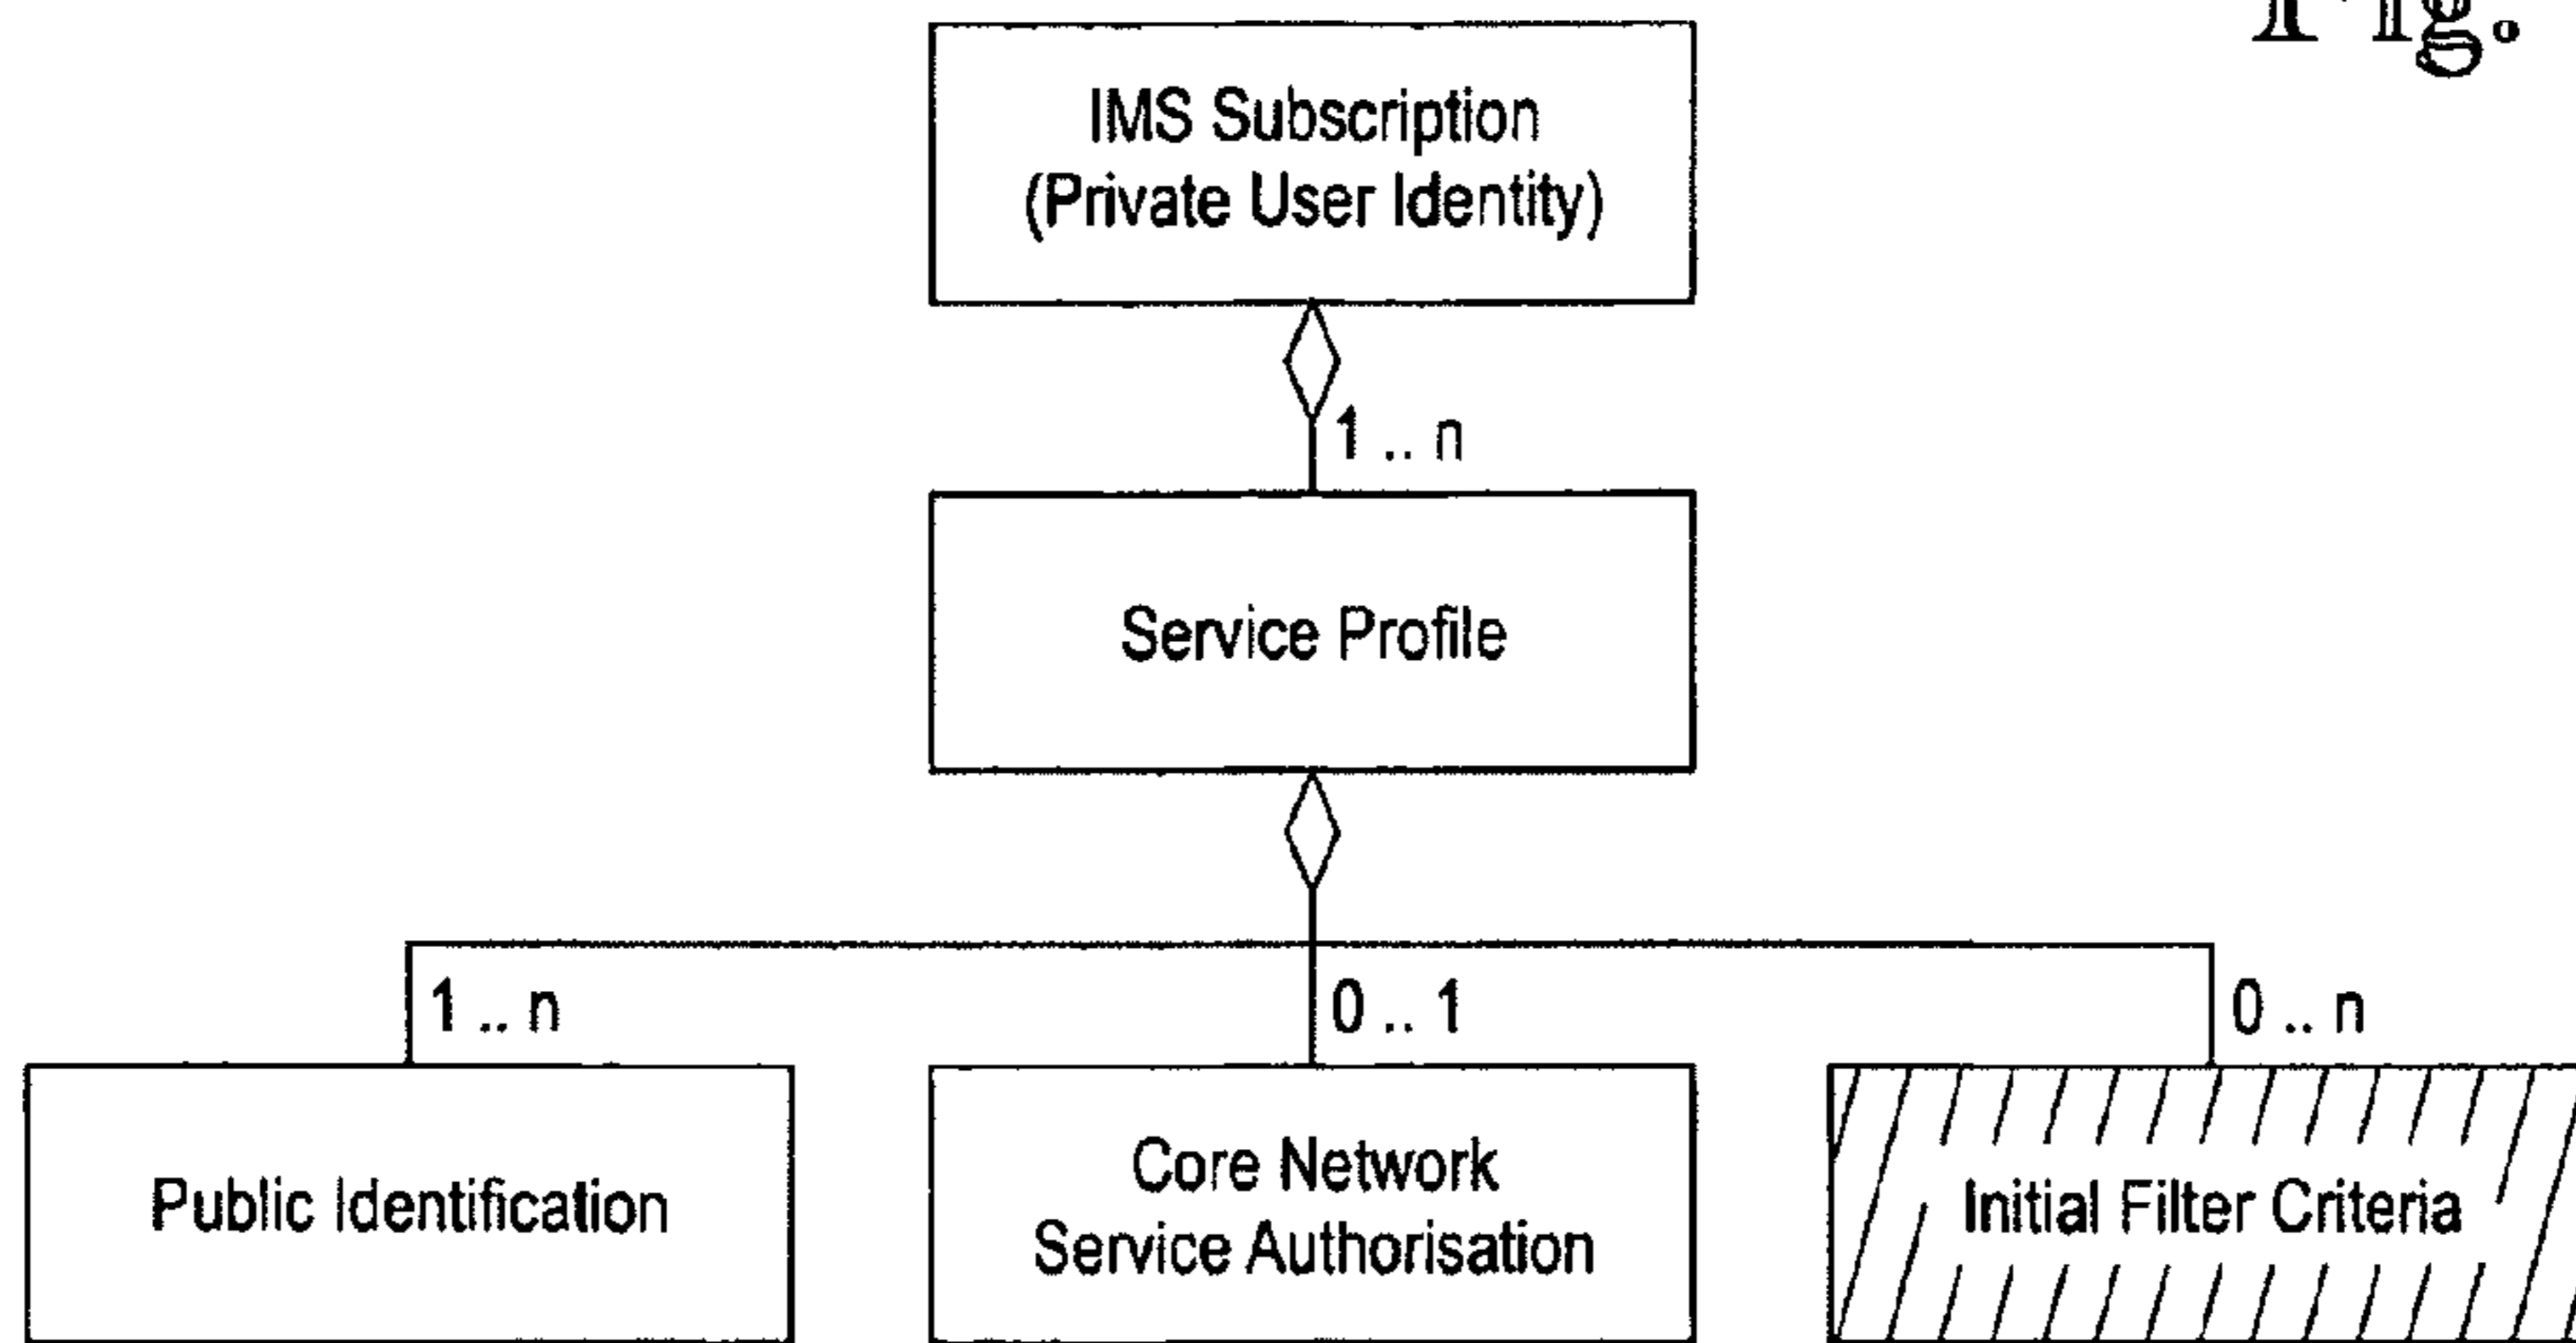 Fig.
IMS Subscription
(Private User Identity)
1 .. n
Service Profile
1 .. n
0 .. 1
0 .. n
Public Identification
Core Network
Service Authorisation
Initial Filter Criteria